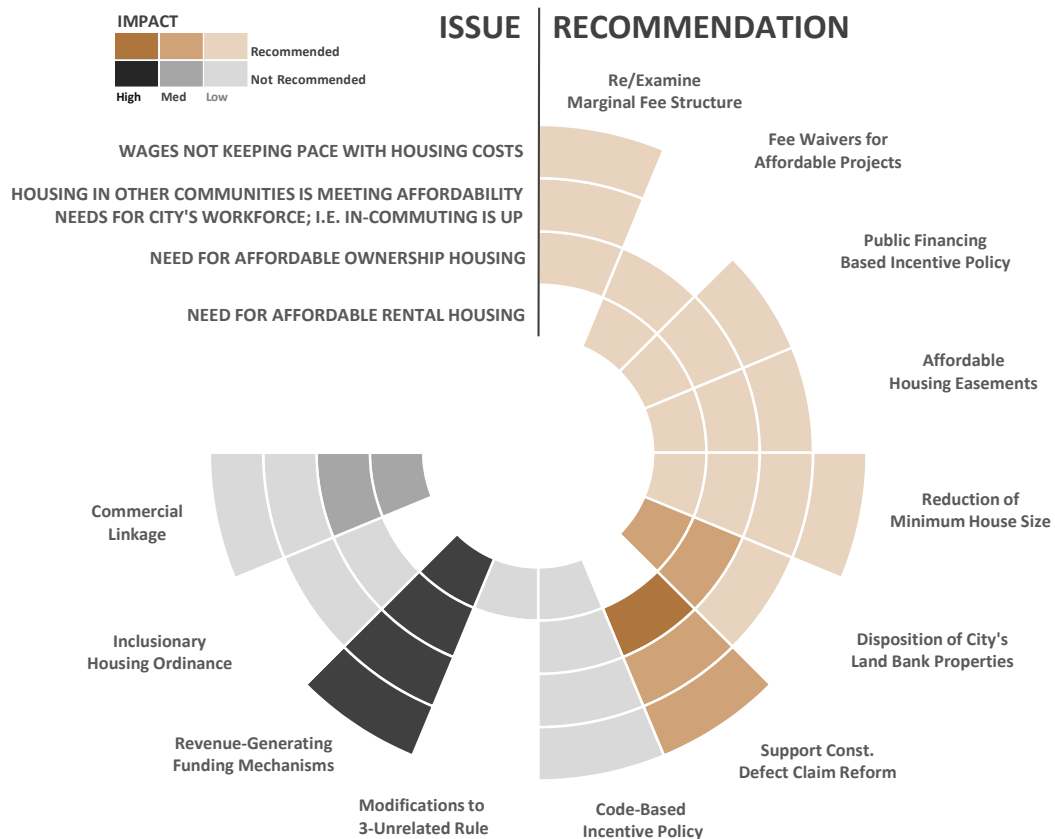 IMPACT
Recommended
Not Recommended
High Med Low
ISSUE RECOMMENDATION
WAGES NOT KEEPING PACE WITH HOUSING COSTS
HOUSING IN OTHER COMMUNITIES IS MEETING AFFORDABILITY
NEEDS FOR CITY'S WORKFORCE; I.E. IN-COMMUTING IS UP
NEED FOR AFFORDABLE OWNERSHIP HOUSING
NEED FOR AFFORDABLE RENTAL HOUSING
Re/Examine
Marginal Fee Structure
Fee Waivers for
Affordable Projects
Public Financing
Based Incentive Policy
Affordable
Housing Easements
Reduction of
Minimum House Size
Disposition of City's
Land Bank Properties
Support Const.
Defect Claim Reform
Code-Based
Incentive Policy
Modifications to
3-Unrelated Rule
Revenue-Generating
Funding Mechanisms
Inclusionary
Housing Ordinance
Commercial
Linkage